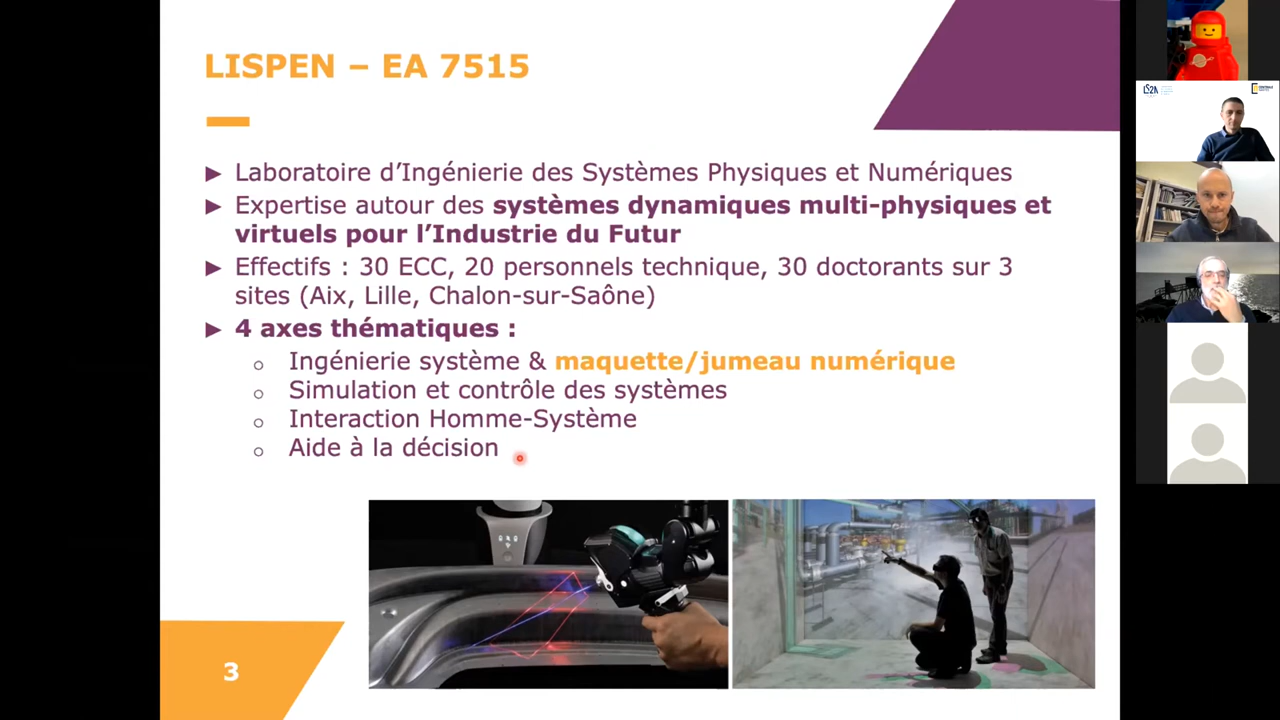 LISPEN – EA 7515
► Laboratoire d’Ingénierie des Systèmes Physiques et Numériques
► Expertise autour des systèmes dynamiques multi-physiques et
virtuels pour l’Industrie du Futur
► Effectifs : 30 ECC, 20 personnels technique, 30 doctorants sur 3
sites (Aix, Lille, Chalon-sur-Saône)
► 4 axes thématiques :
o Ingénierie système & maquette/jumeau numérique
o Simulation et contrôle des systèmes
o Interaction Homme-Système
o Aide à la décision
3